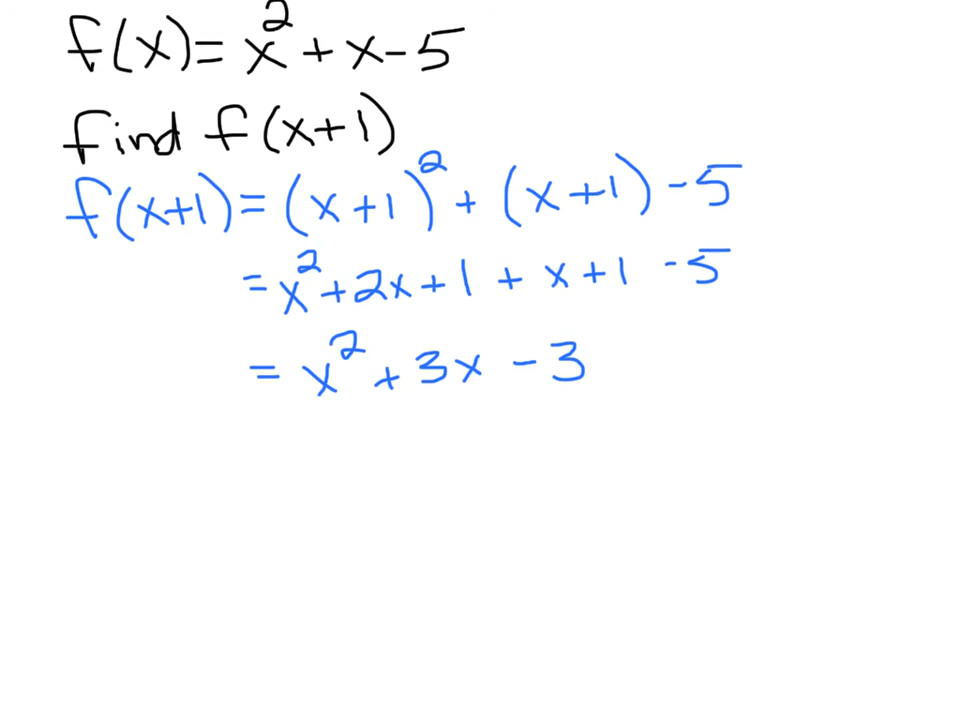 f(x)= x² + x - 5
find f(x+1)
f(x+1) = (x+1)² + (x+1) - 5
= x² + 2x + 1 + x + 1 - 5
= x² + 3x - 3